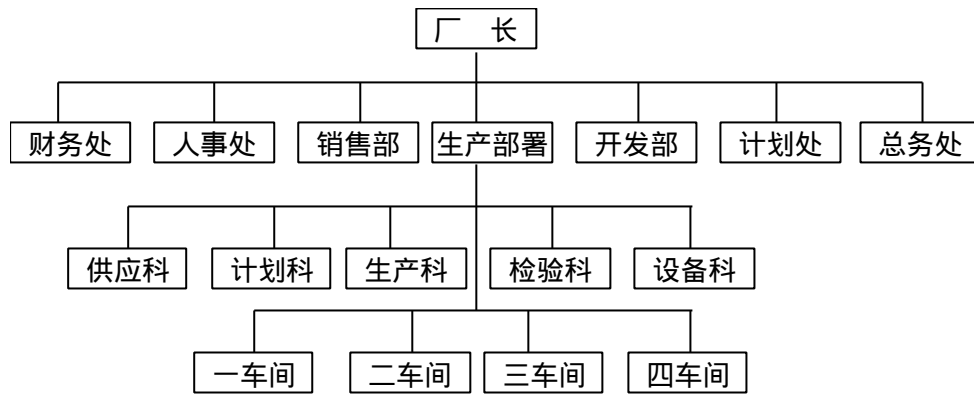 厂 长
财务处 人事处 销售部 生产部署 开发部 计划处 总务处
供应科 计划科 生产科 检验科 设备科
一车间 二车间 三车间 四车间